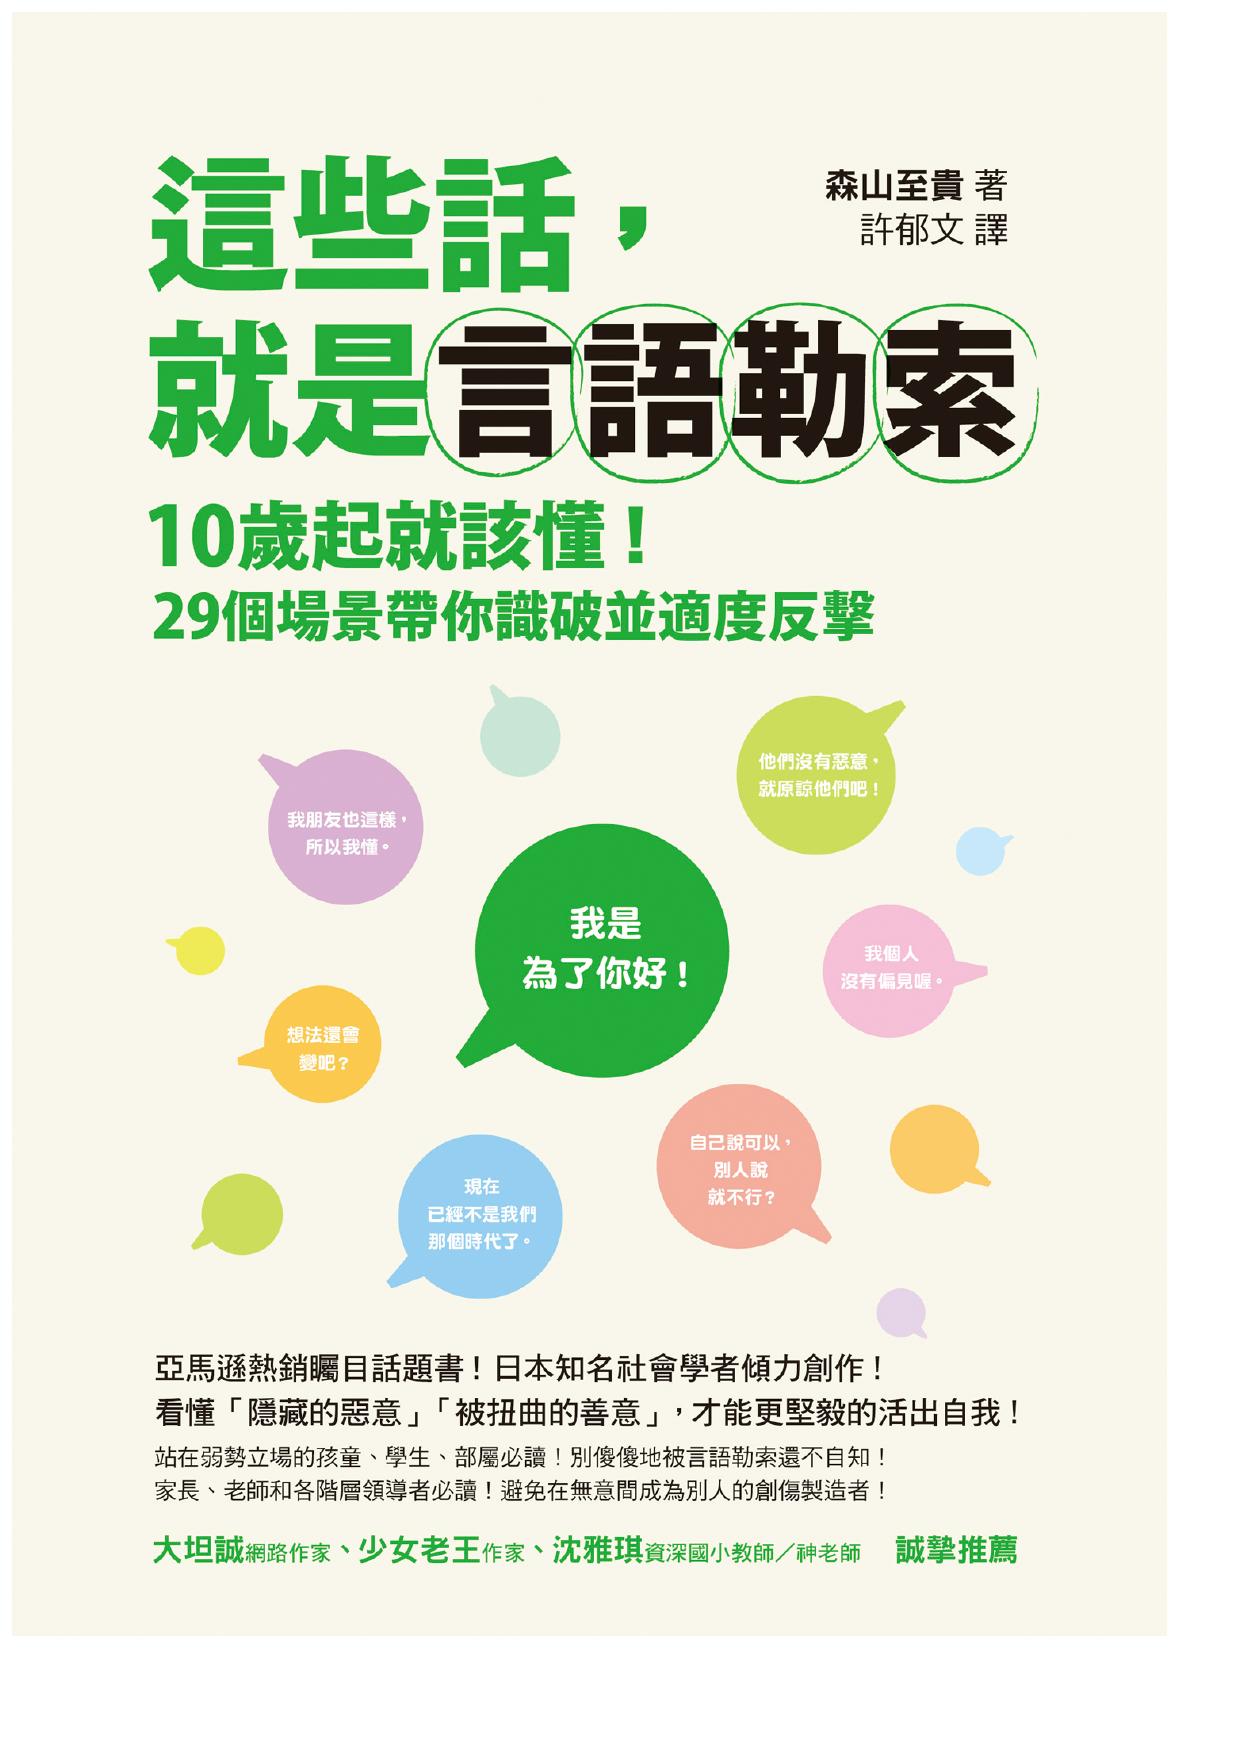 這些話，
就是言語勒索
森山至貴 著
許郁文 譯
10歲起就該懂！
29個場景帶你識破並適度反擊
他們沒有惡意，
就原諒他們吧！
我朋友也這樣，
所以我懂。
我是
為了你好！
我個人
沒有偏見喔。
想法還會
變吧？
自己說可以，
別人說
就不行？
現在
已經不是我們
那個時代了。
亞馬遜熱銷矚目話題書！日本知名社會學者傾力創作！
看懂「隱藏的惡意」「被扭曲的善意」，才能更堅毅的活出自我！
站在弱勢立場的孩童、學生、部屬必讀！別傻傻地被言語勒索還不自知！
家長、老師和各階層領導者必讀！避免在無意間成為別人的創傷製造者！
大坦誠網路作家、少女老王作家、沈雅琪資深國小教師／神老師 誠摯推薦